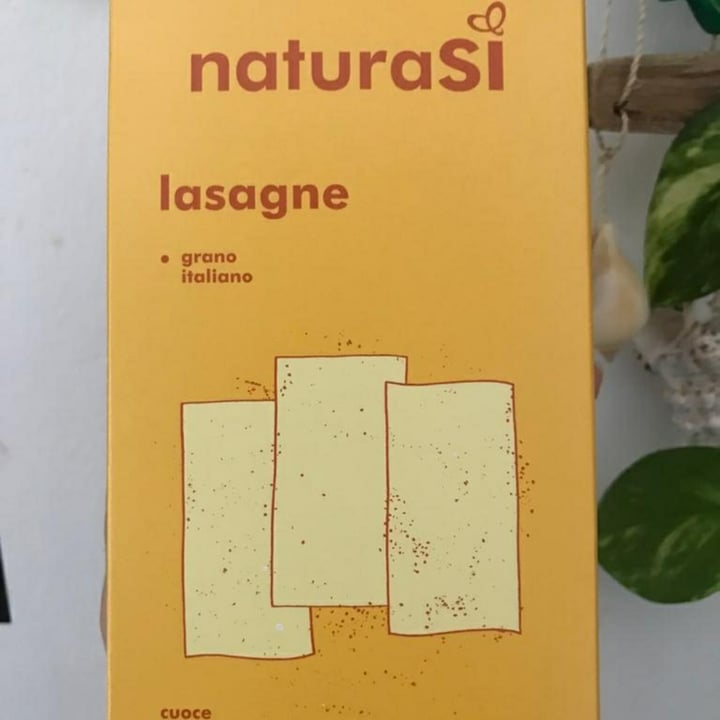 naturaSì
lasagne
• grano
italiano
cuoce